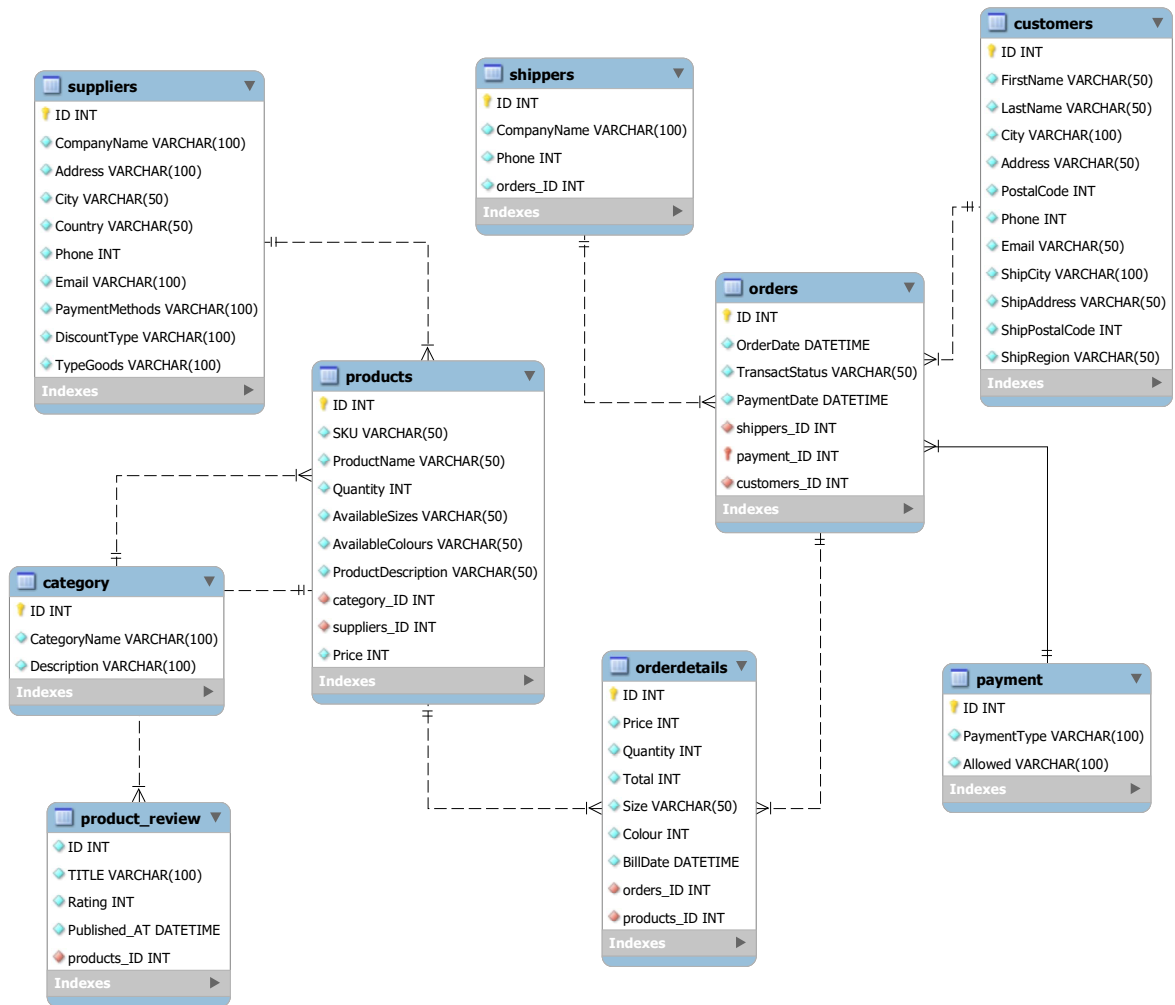 suppliers
ID INT
CompanyName VARCHAR(100)
Address VARCHAR(100)
City VARCHAR(50)
Country VARCHAR(50)
Phone INT
Email VARCHAR(100)
PaymentMethods VARCHAR(100)
DiscountType VARCHAR(100)
TypeGoods VARCHAR(100)
Indexes
shippers
ID INT
CompanyName VARCHAR(100)
Phone INT
orders_ID INT
Indexes
customers
ID INT
FirstName VARCHAR(50)
LastName VARCHAR(50)
City VARCHAR(100)
Address VARCHAR(50)
PostalCode INT
Phone INT
Email VARCHAR(50)
ShipCity VARCHAR(100)
ShipAddress VARCHAR(50)
ShipPostalCode INT
ShipRegion VARCHAR(50)
Indexes
orders
ID INT
OrderDate DATETIME
TransactStatus VARCHAR(50)
PaymentDate DATETIME
shippers_ID INT
payment_ID INT
customers_ID INT
Indexes
products
ID INT
SKU VARCHAR(50)
ProductName VARCHAR(50)
Quantity INT
AvailableSizes VARCHAR(50)
AvailableColours VARCHAR(50)
ProductDescription VARCHAR(50)
category_ID INT
suppliers_ID INT
Price INT
Indexes
category
ID INT
CategoryName VARCHAR(100)
Description VARCHAR(100)
Indexes
orderdetails
ID INT
Price INT
Quantity INT
Total INT
Size VARCHAR(50)
Colour INT
BillDate DATETIME
orders_ID INT
products_ID INT
Indexes
payment
ID INT
PaymentType VARCHAR(100)
Allowed VARCHAR(100)
Indexes
product_review
ID INT
TITLE VARCHAR(100)
Rating INT
Published_AT DATETIME
products_ID INT
Indexes